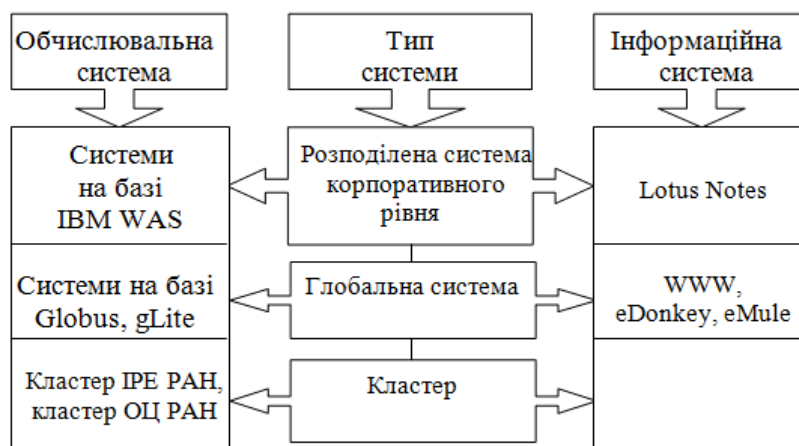 Обчислювальна
система
Тип
системи
Інформаційна
система
Системи
на базі
IBM WAS
Розподілена система
корпоративного
рівня
Lotus Notes
Системи на базі
Globus, gLite
Глобальна система
WWW,
eDonkey, eMule
Кластер ІРЕ РАН,
кластер ОЦ РАН
Кластер